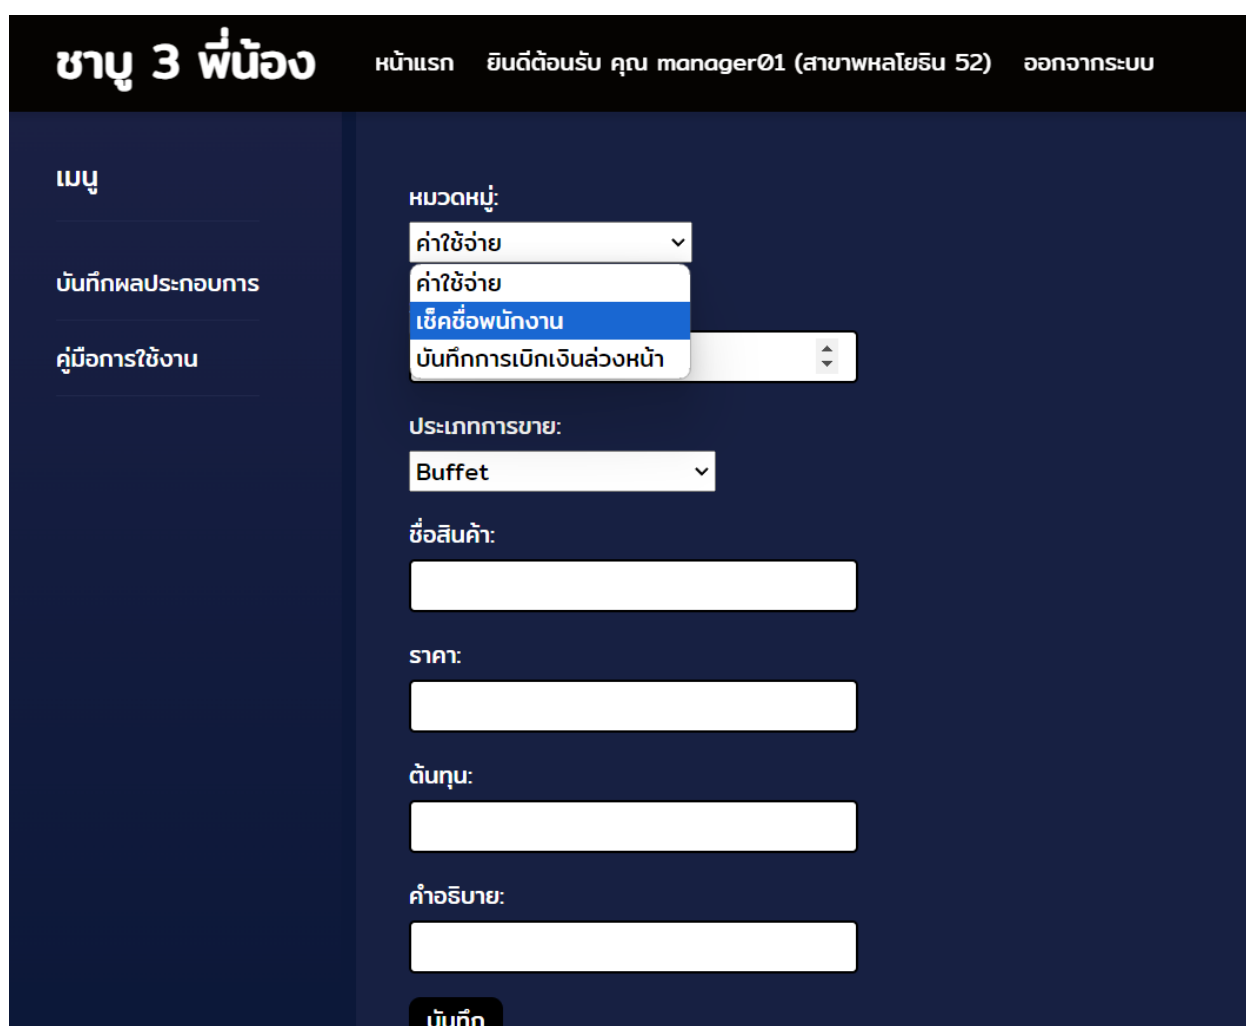 ชาบู 3 พี่น้อง หน้าแรก ยินดีต้อนรับ คุณ manager01 (สาขาพหลโยธิน 52) ออกจากระบบ
เมนู
บันทึกผลประกอบการ
คู่มือการใช้งาน
หมวดหมู่:
ค่าใช้จ่าย
ค่าใช้จ่าย
เช็คชื่อพนักงาน
บันทึกการเบิกเงินล่วงหน้า
ประเภทการขาย:
Buffet
ชื่อสินค้า:
ราคา:
ต้นทุน:
คำอธิบาย:
บันทึก